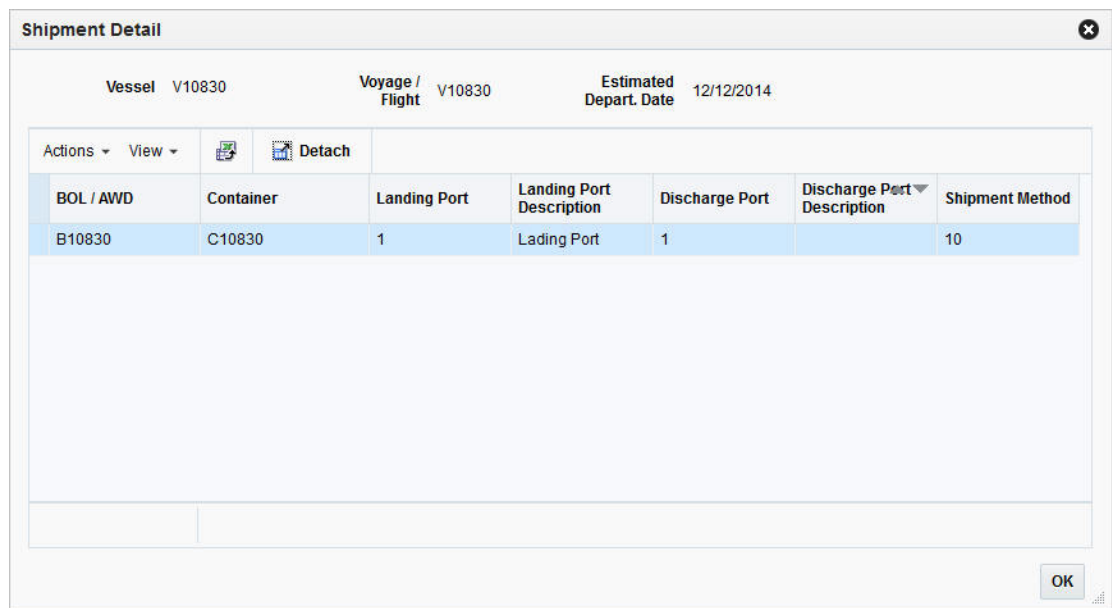 Shipment Detail
Vessel V10830
Voyage / Flight V10830
Estimated Depart. Date 12/12/2014
Actions View Detach
BOL / AWD
Container
Landing Port
Landing Port
Description
Discharge Port
Discharge Port
Description
Shipment Method
B10830 C10830 1 Lading Port 1 10
OK